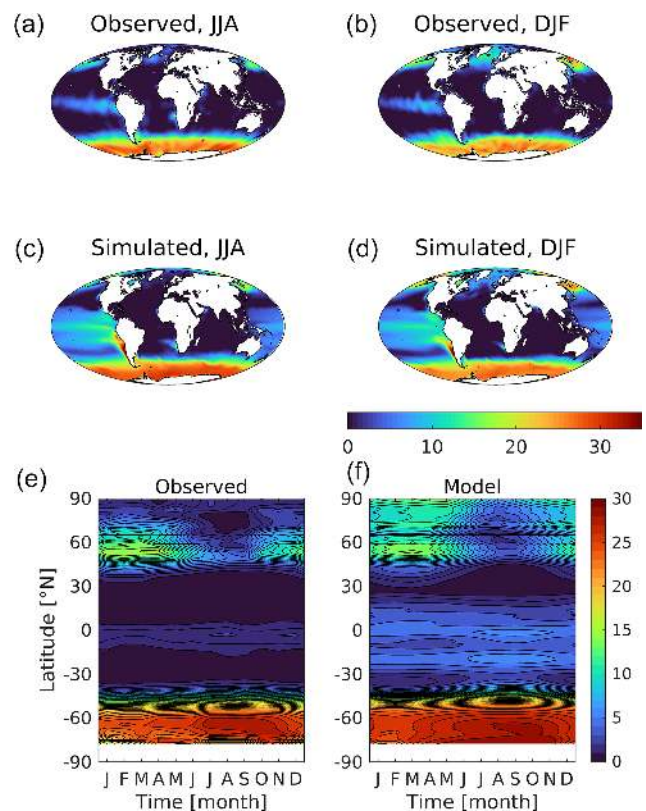 (a) Observed, JJA
(b) Observed, DJF
(c) Simulated, JJA
(d) Simulated, DJF
0 10 20 30
(e) Observed
(f) Model
90
60
30
0
-30
-60
-90
Latitude [°N]
J F M A M J J A S O N D
Time [month]
90
60
30
0
-30
-60
-90
J F M A M J J A S O N D
Time [month]
30
25
20
15
10
5
0